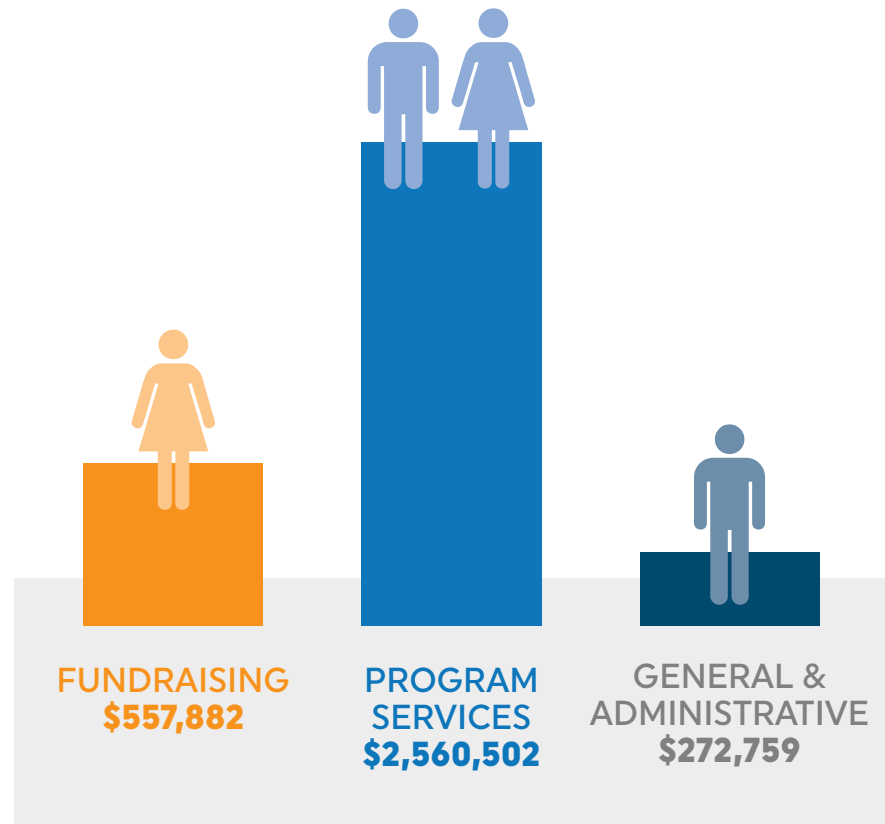 FUNDRAISING
$557,882
PROGRAM
SERVICES
$2,560,502
GENERAL &
ADMINISTRATIVE
$272,759